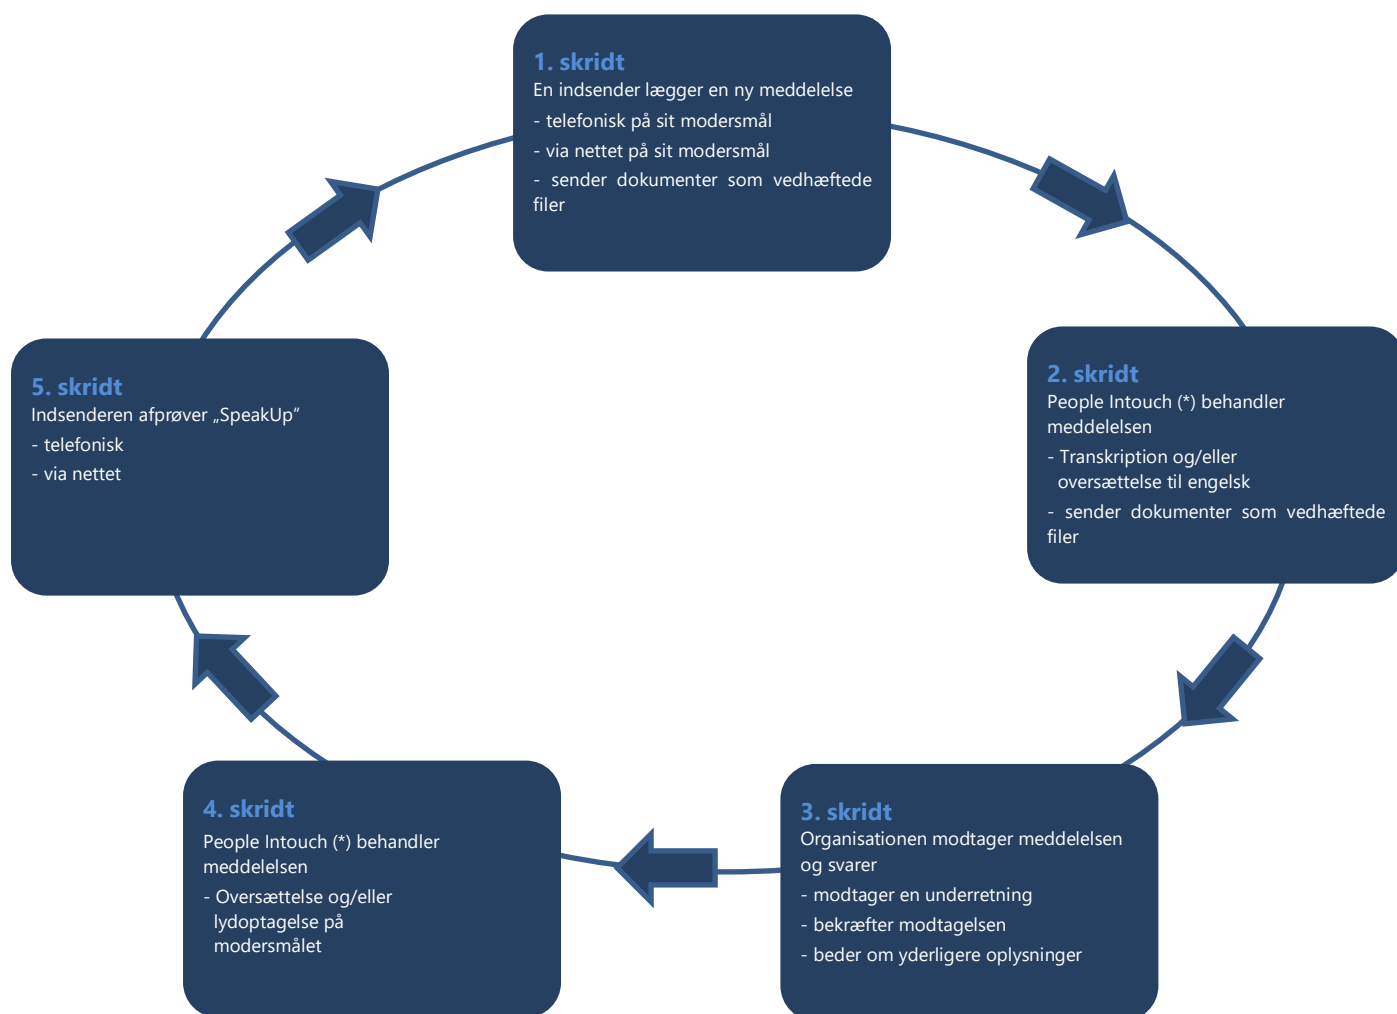 1. skridt
En indsender lægger en ny meddelelse
- telefonisk på sit modersmål
- via nettet på sit modersmål
- sender dokumenter som vedhæftede
filer
2. skridt
People Intouch (*) behandler
meddelelsen
- Transkription og/eller
oversættelse til engelsk
- sender dokumenter som vedhæftede
filer
3. skridt
Organisationen modtager meddelelsen
og svarer
- modtager en underretning
- bekræfter modtagelsen
- beder om yderligere oplysninger
4. skridt
People Intouch (*) behandler
meddelelsen
- Oversættelse og/eller
lydoptagelse på
modersmålet
5. skridt
Indsenderen afprøver „SpeakUp“
- telefonisk
- via nettet